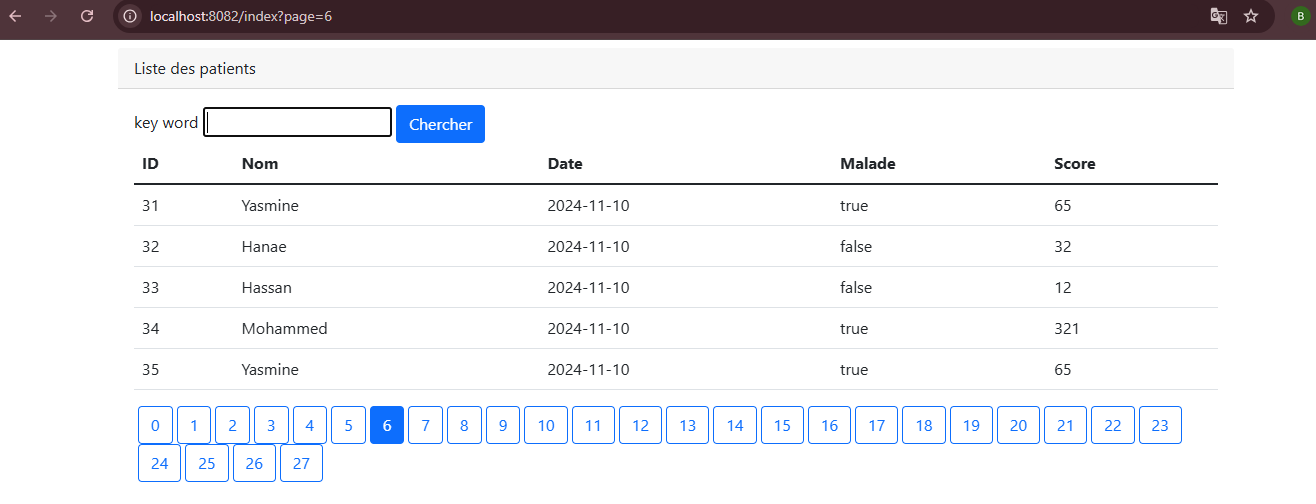 localhost:8082/index?page=6
B
Liste des patients
key word Chercher
ID Nom Date Malade Score
31 Yasmine 2024-11-10 true 65
32 Hanae 2024-11-10 false 32
33 Hassan 2024-11-10 false 12
34 Mohammed 2024-11-10 true 321
35 Yasmine 2024-11-10 true 65
0 1 2 3 4 5 6 7 8 9 10 11 12 13 14 15 16 17 18 19 20 21 22 23
24 25 26 27